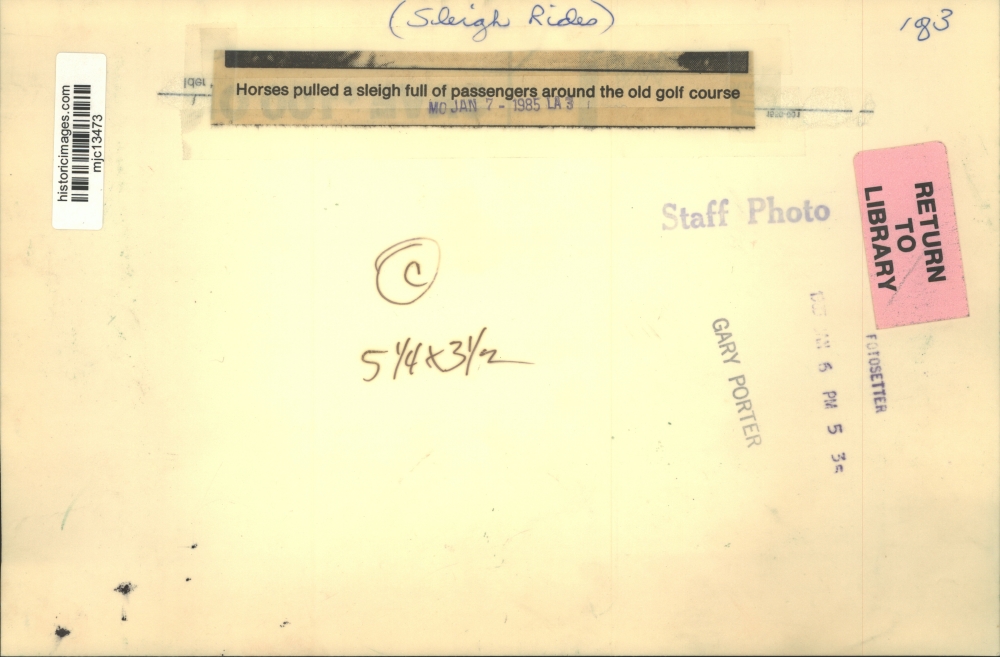 (Sleigh Rides)
183
historicimages.com
mjc13473
Horses pulled a sleigh full of passengers around the old golf course
MO JAN 7 - 1985 LA 3
Staff Photo
RETURN
TO
LIBRARY
C
5 1/4 x 3 1/2
GARY PORTER
6 PM 5 35
FOTOSETTER